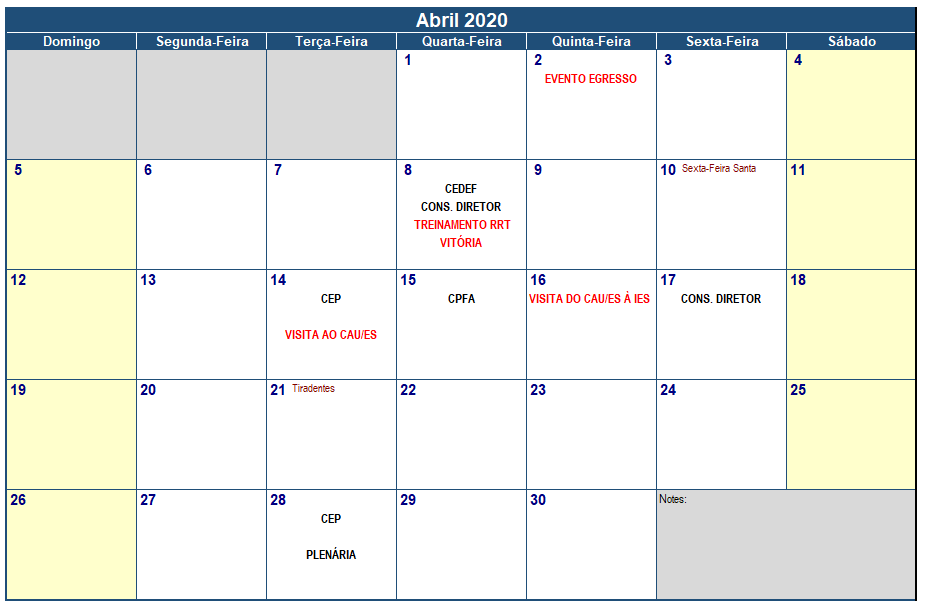 Abril 2020
Domingo Segunda-Feira Terça-Feira Quarta-Feira Quinta-Feira Sexta-Feira Sábado
1 2 3 4
EVENTO EGRESSO
5 6 7 8 9 10 Sexta-Feira Santa 11
CEDEF
CONS. DIRETOR
TREINAMENTO RRT
VITÓRIA
12 13 14 15 16 17 18
CEP CPFA VISITA DO CAU/ES À IES CONS. DIRETOR
VISITA AO CAU/ES
19 20 21 Tiradentes 22 23 24 25
26 27 28 29 30 Notes:
CEP
PLENÁRIA